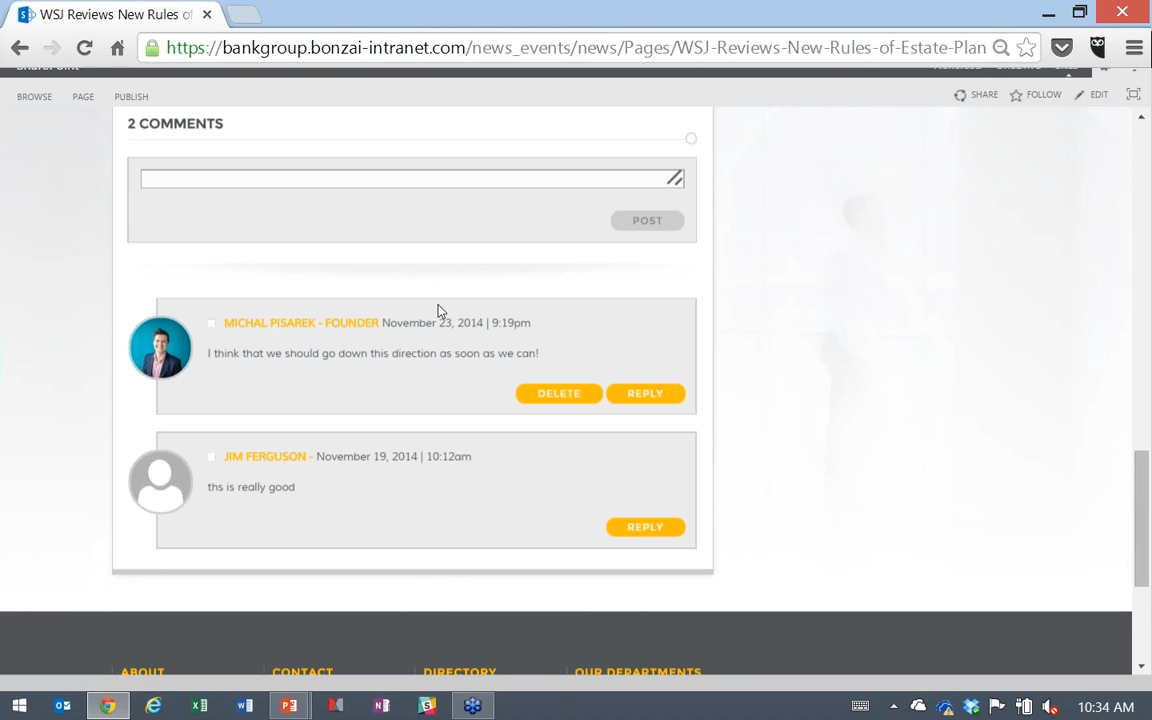 WSJ Reviews New Rules of
https://bankgroup.bonzai-intranet.com/news_events/news/Pages/WSJ-Reviews-New-Rules-of-Estate-Plan
BROWSE PAGE PUBLISH SHARE FOLLOW EDIT
2 COMMENTS
POST
MICHAL PISAREK - FOUNDER November 23, 2014 | 9:19pm
I think that we should go down this direction as soon as we can!
DELETE REPLY
JIM FERGUSON - November 19, 2014 | 10:12am
ths is really good
REPLY
ABOUT CONTACT DIRECTORY OUR DEPARTMENTS
10:34 AM